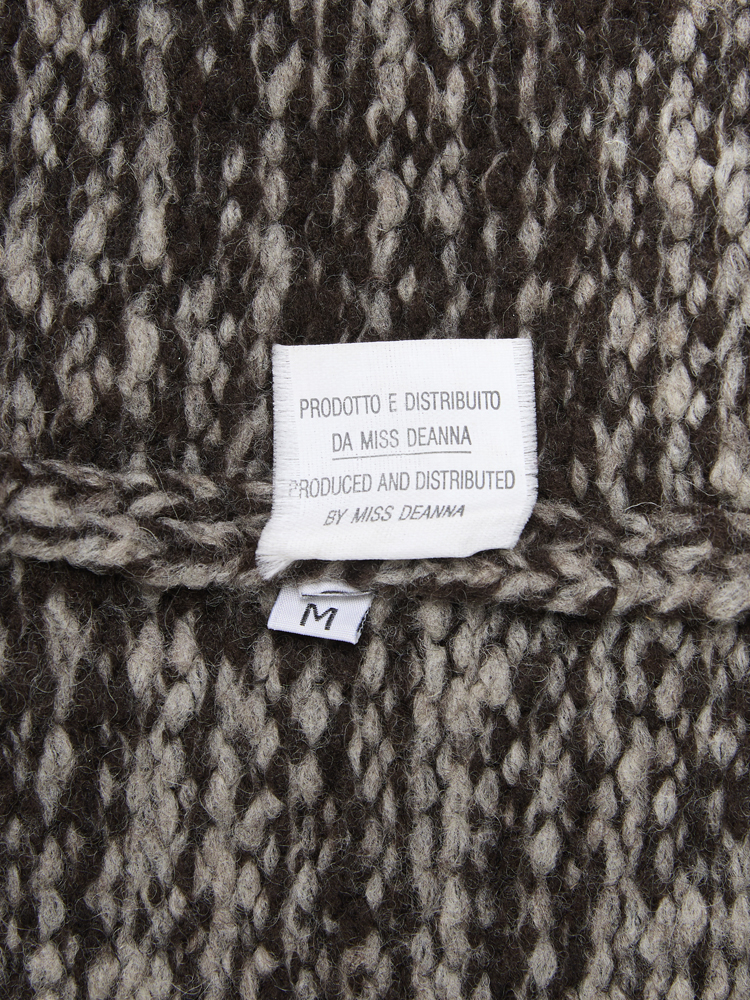 PRODOTTO E DISTRIBUITO
DA MISS DEANNA
PRODUCED AND DISTRIBUTED
BY MISS DEANNA
M